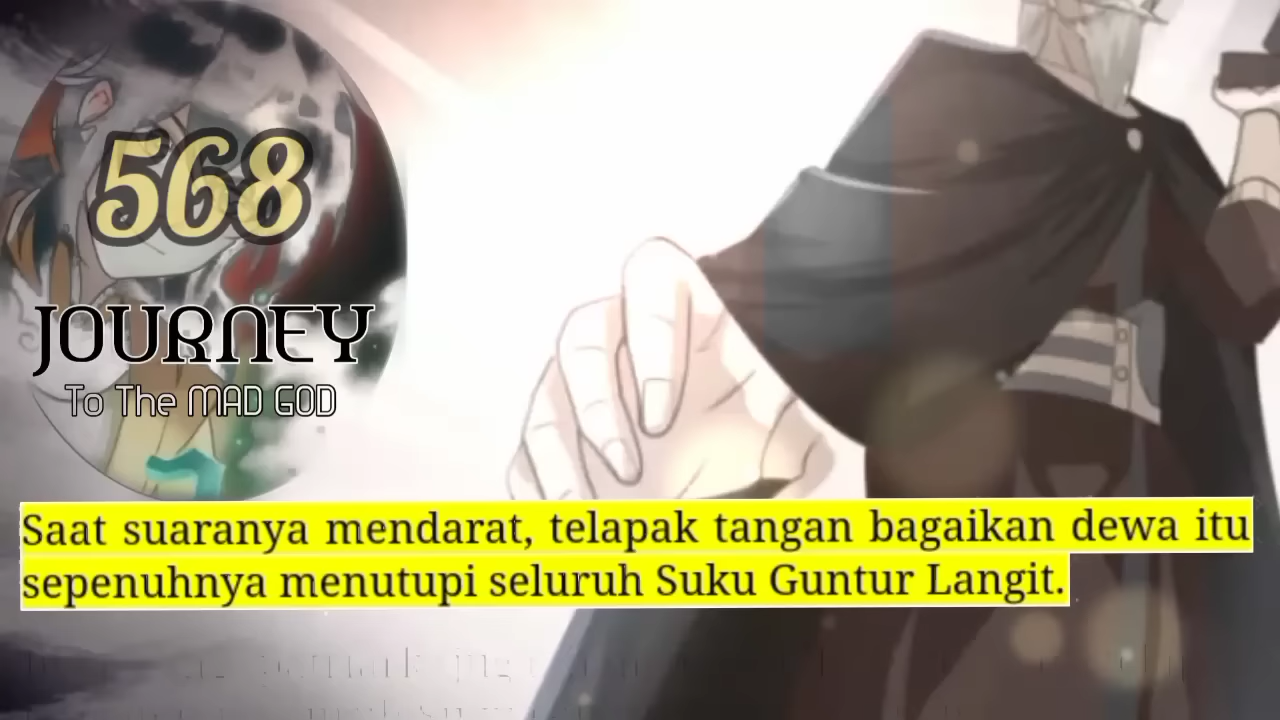 568
JOURNEY
To The MAD GOD
Saat suaranya mendarat, telapak tangan bagaikan dewa itu
sepenuhnya menutupi seluruh Suku Guntur Langit.